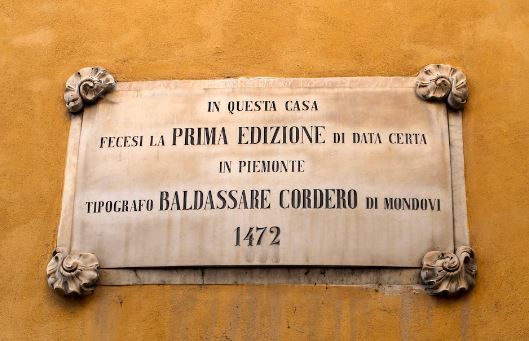 IN QUESTA CASA
FECESI LA PRIMA EDIZIONE DI DATA CERTA
IN PIEMONTE
TIPOGRAFO BALDASSARE CORDERO DI MONDOVI
1472